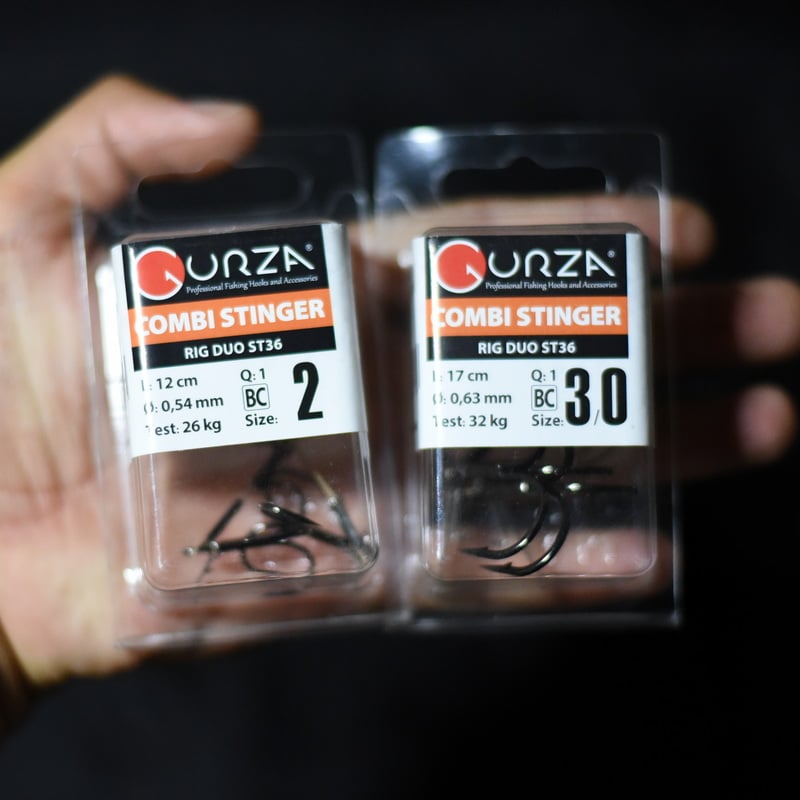 GURZA®
Professional Fishing Hooks and Accessories
COMBI STINGER
RIG DUO ST36
L: 12 cm
Q: 1
Ø: 0,54 mm
BC
2
Test: 26 kg
Size:
GURZA®
Professional Fishing Hooks and Accessories
COMBI STINGER
RIG DUO ST36
L: 17 cm
Q: 1
Ø: 0,63 mm
BC
3/0
Test: 32 kg
Size: